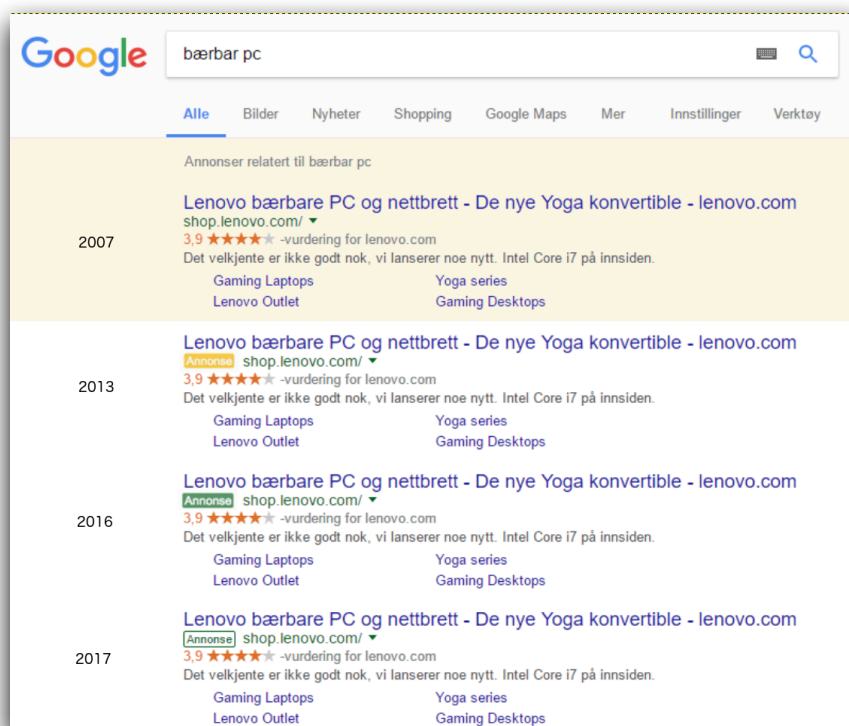 Google
bærbar pc
Alle Bilder Nyheter Shopping Google Maps Mer Innstillinger Verktøy
Annonser relatert til bærbar pc
Lenovo bærbare PC og nettbrett - De nye Yoga konvertible - lenovo.com
shop.lenovo.com/
2007
3,9 ★★★★★ -vurdering for lenovo.com
Det velkjente er ikke godt nok, vi lanserer noe nytt. Intel Core i7 på innsiden.
Gaming Laptops Yoga series
Lenovo Outlet Gaming Desktops
Lenovo bærbare PC og nettbrett - De nye Yoga konvertible - lenovo.com
Annonse shop.lenovo.com/
2013
3,9 ★★★★★ -vurdering for lenovo.com
Det velkjente er ikke godt nok, vi lanserer noe nytt. Intel Core i7 på innsiden.
Gaming Laptops Yoga series
Lenovo Outlet Gaming Desktops
Lenovo bærbare PC og nettbrett - De nye Yoga konvertible - lenovo.com
Annonse shop.lenovo.com/
2016
3,9 ★★★★★ -vurdering for lenovo.com
Det velkjente er ikke godt nok, vi lanserer noe nytt. Intel Core i7 på innsiden.
Gaming Laptops Yoga series
Lenovo Outlet Gaming Desktops
Lenovo bærbare PC og nettbrett - De nye Yoga konvertible - lenovo.com
Annonse shop.lenovo.com/
2017
3,9 ★★★★★ -vurdering for lenovo.com
Det velkjente er ikke godt nok, vi lanserer noe nytt. Intel Core i7 på innsiden.
Gaming Laptops Yoga series
Lenovo Outlet Gaming Desktops